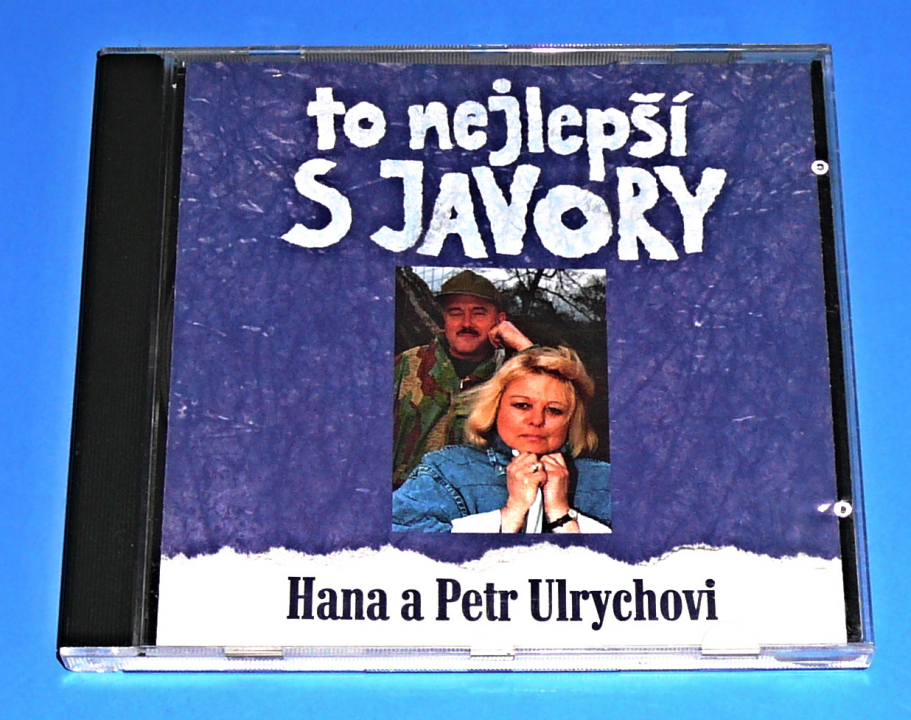 to nejlepší
S JAVORY
Hana a Petr Ulrychovi